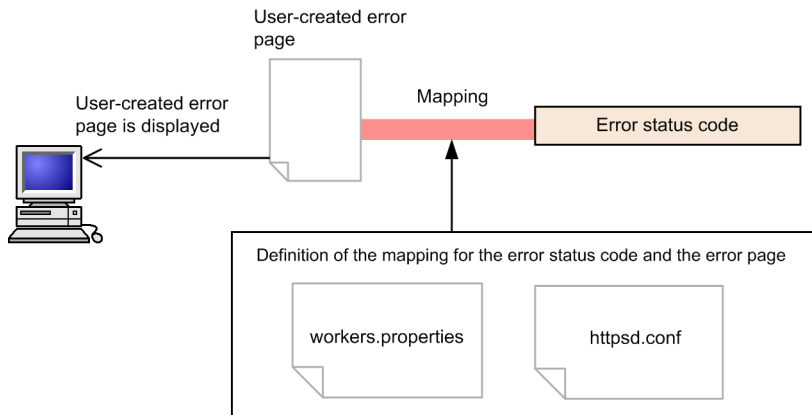 User-created error
page
Mapping
User-created error
page is displayed
Error status code
Definition of the mapping for the error status code and the error page
workers.properties
httpsd.conf